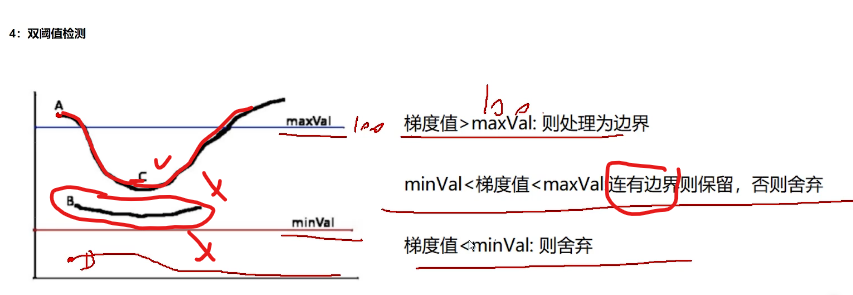 4：双阈值检测
A
maxVal
100
C
B
minVal
D
100
梯度值>maxVal: 则处理为边界
minVal<梯度值<maxVal:连有边界则保留，否则舍弃
梯度值<minVal: 则舍弃